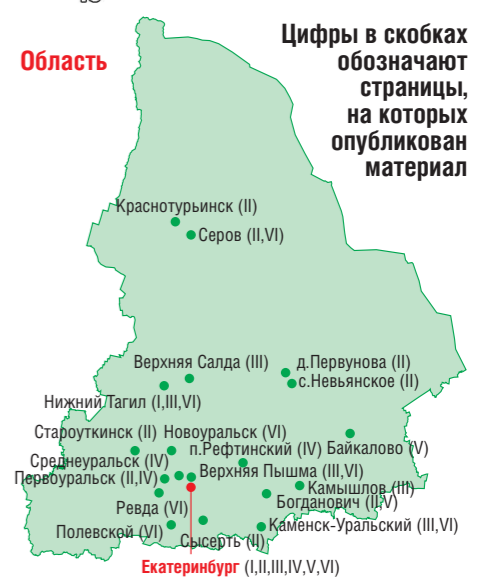 Область
Цифры в скобках
обозначают
страницы,
на которых
опубликован
материал
Краснотурьинск (II)
Серов (II,VI)
Верхняя Салда (III)
д.Первунова (II)
с.Невьянское (II)
Нижний Тагил (I,III,VI)
Староуткинск (II)
Новоуральск (VI)
п.Рефтинский (IV)
Байкалово (V)
Среднеуральск (IV)
Верхняя Пышма (III,VI)
Первоуральск (II,IV)
Камышлов (III)
Богданович (II,V)
Ревда (VI)
Каменск-Уральский (III,VI)
Полевской (VI)
Сысерть (II)
Екатеринбург (I,II,III,IV,V,VI)